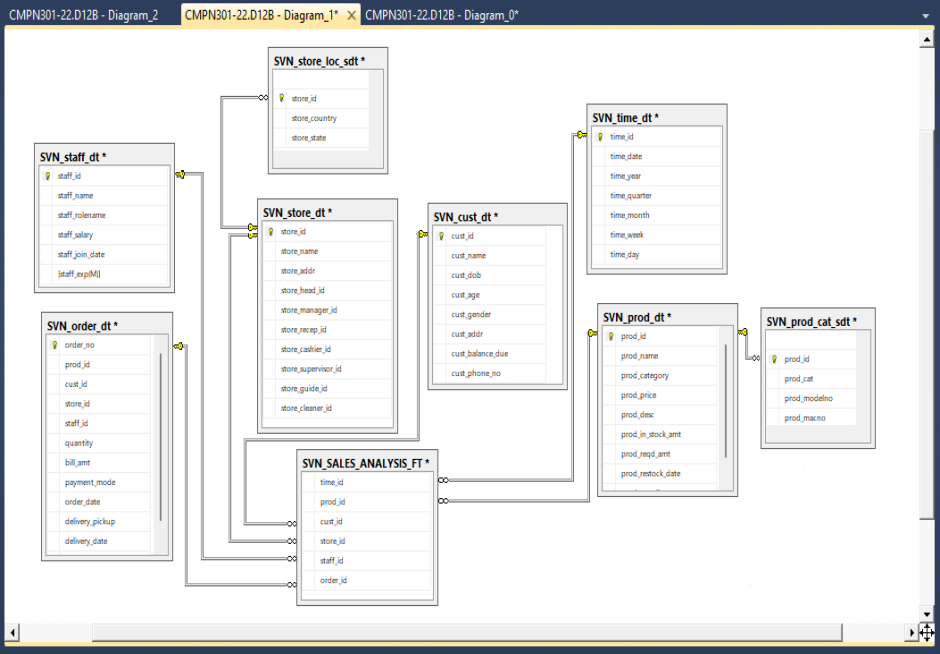 CMPN301-22.D12B - Diagram_2
CMPN301-22.D12B - Diagram_1* ✕
CMPN301-22.D12B - Diagram_0*
SVN_store_loc_sdt *
store_id
store_country
store_state
SVN_time_dt *
time_id
time_date
time_year
time_quarter
time_month
time_week
time_day
SVN_staff_dt *
staff_id
staff_name
staff_rolename
staff_salary
staff_join_date
[staff_exp(M)]
SVN_store_dt *
store_id
store_name
store_addr
store_head_id
store_manager_id
store_recep_id
store_cashier_id
store_supervisor_id
store_guide_id
store_cleaner_id
SVN_cust_dt *
cust_id
cust_name
cust_dob
cust_age
cust_gender
cust_addr
cust_balance_due
cust_phone_no
SVN_order_dt *
order_no
prod_id
cust_id
store_id
staff_id
quantity
bill_amt
payment_mode
order_date
delivery_pickup
delivery_date
SVN_prod_dt *
prod_id
prod_name
prod_category
prod_price
prod_desc
prod_in_stock_amt
prod_reqd_amt
prod_restock_date
SVN_prod_cat_sdt *
prod_id
prod_cat
prod_modelno
prod_macno
SVN_SALES_ANALYSIS_FT *
time_id
prod_id
cust_id
store_id
staff_id
order_id